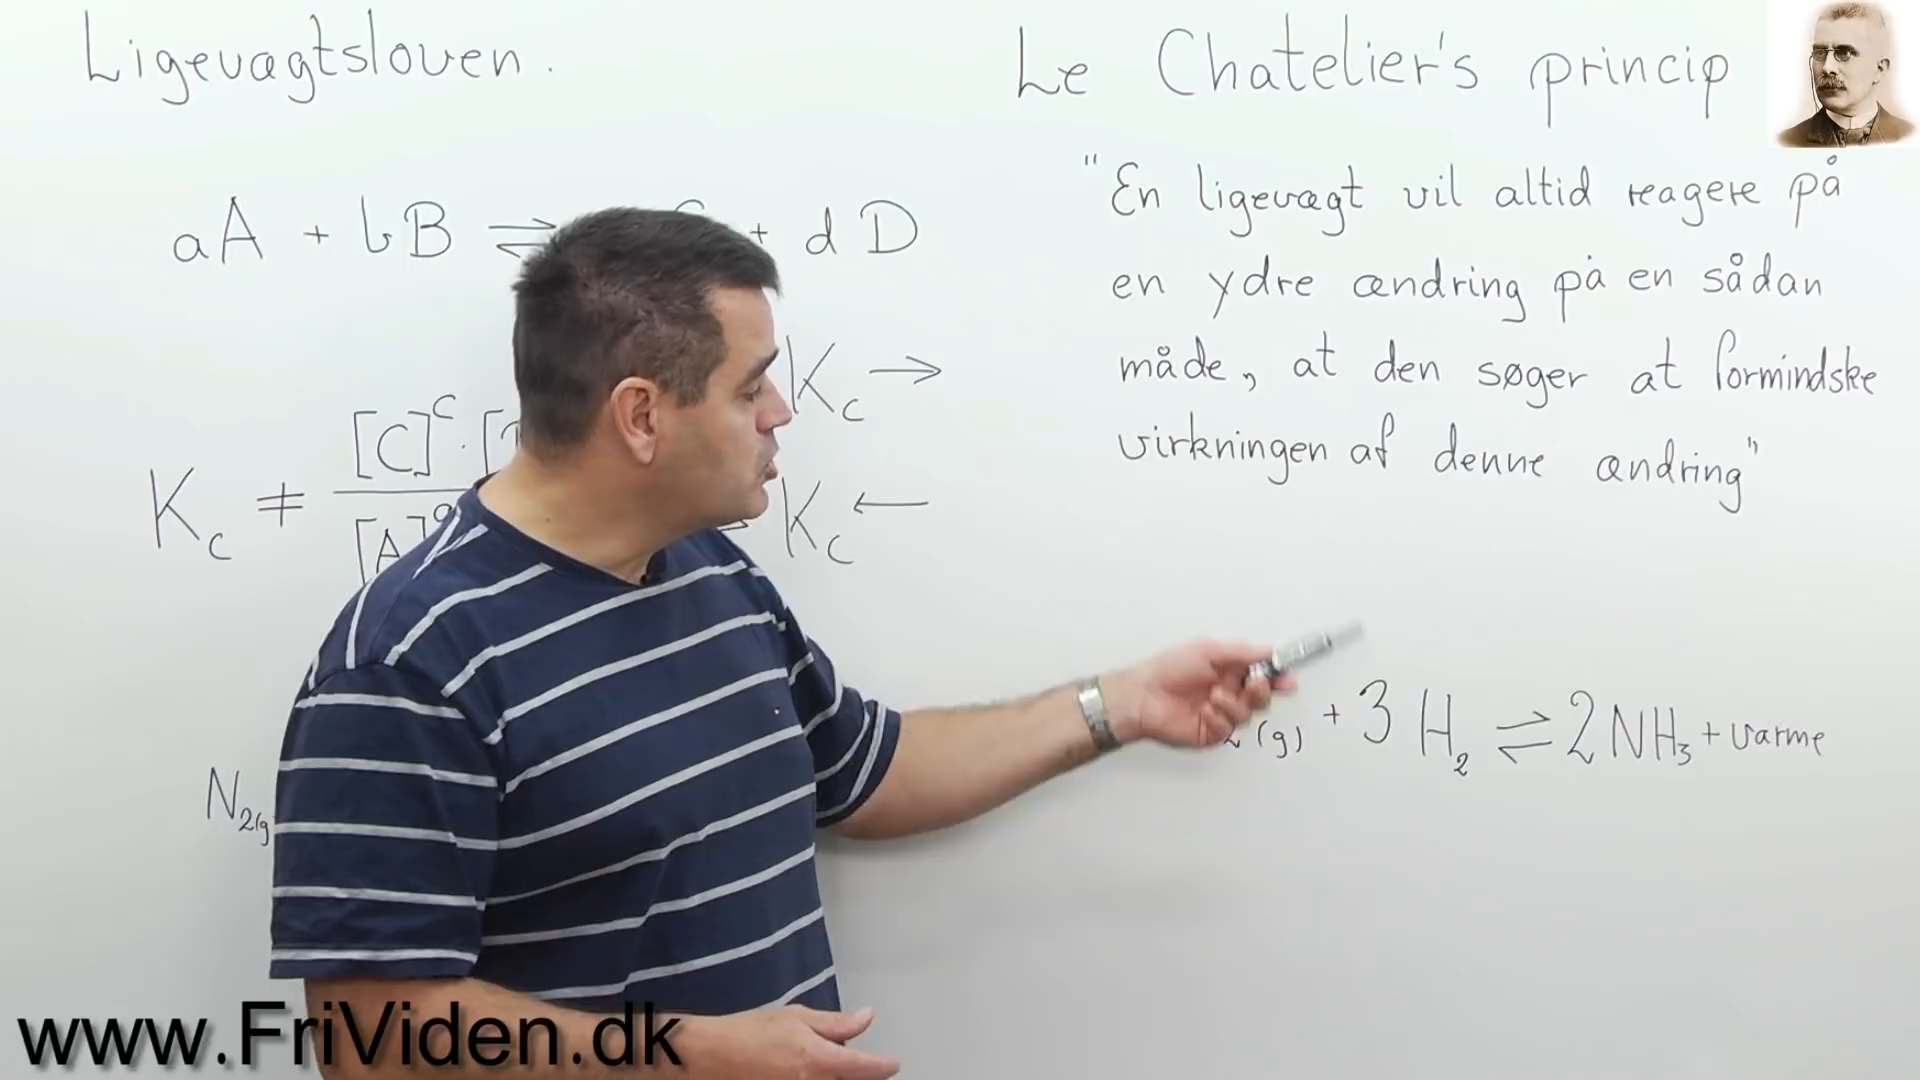 Ligevægtsloven.
aA + bB ⇌ + dD
Kc →
[C]^c · [
Kc ≠
[A]^a
Kc ←
N2(g
Le Chatelier's princip
"En ligevægt vil altid reagere på
en ydre ændring på en sådan
måde, at den søger at formindske
virkningen af denne ændring"
2(g) + 3 H2 ⇌ 2NH3 + varme
www.FriViden.dk